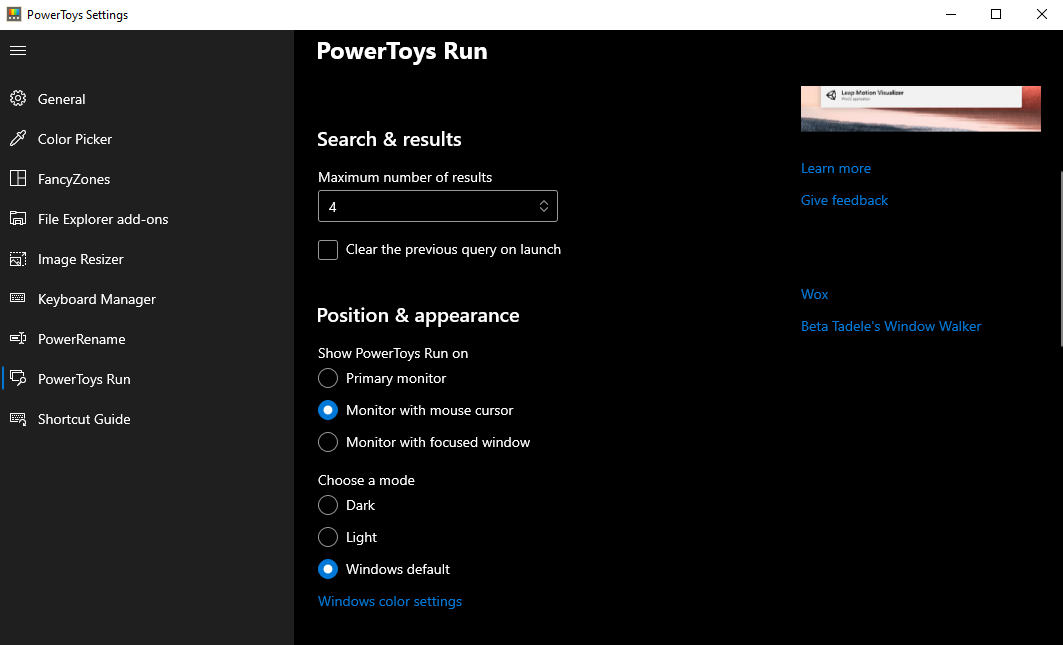 PowerToys Settings
General
Color Picker
FancyZones
File Explorer add-ons
Image Resizer
Keyboard Manager
PowerRename
PowerToys Run
Shortcut Guide
PowerToys Run
Search & results
Maximum number of results
4
Clear the previous query on launch
Position & appearance
Show PowerToys Run on
Primary monitor
Monitor with mouse cursor
Monitor with focused window
Choose a mode
Dark
Light
Windows default
Windows color settings
Leap Motion Visualizer
Learn more
Give feedback
Wox
Beta Tadele's Window Walker